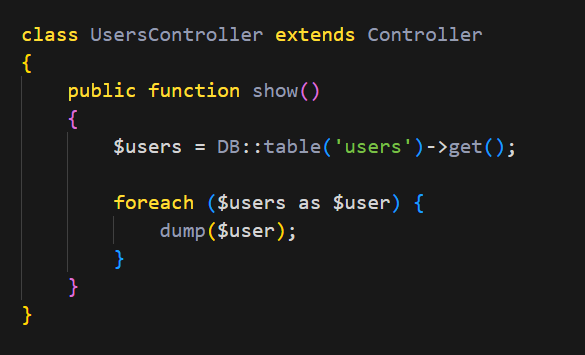 class UsersController extends Controller
{
    public function show()
    {
        $users = DB::table('users')->get();

        foreach ($users as $user) {
            dump($user);
        }
    }
}